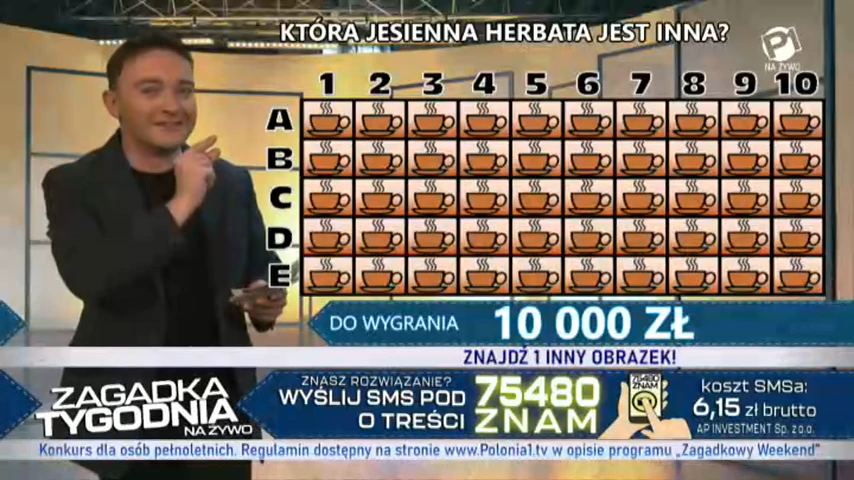 KTÓRA JESIENNA HERBATA JEST INNA?
P1
NA ŻYWO
1 2 3 4 5 6 7 8 9 10
A
B
C
D
E
DO WYGRANIA 10 000 ZŁ
ZNAJDŹ 1 INNY OBRAZEK!
ZAGADKA
TYGODNIA
NA ŻYWO
ZNASZ ROZWIĄZANIE?
WYŚLIJ SMS POD
O TREŚCI
75480
ZNAM
75480
ZNAM
koszt SMSa:
6,15 zł brutto
AP INVESTMENT Sp. z o.o.
Konkurs dla osób pełnoletnich. Regulamin dostępny na stronie www.Polonia1.tv w opisie programu „Zagadkowy Weekend”